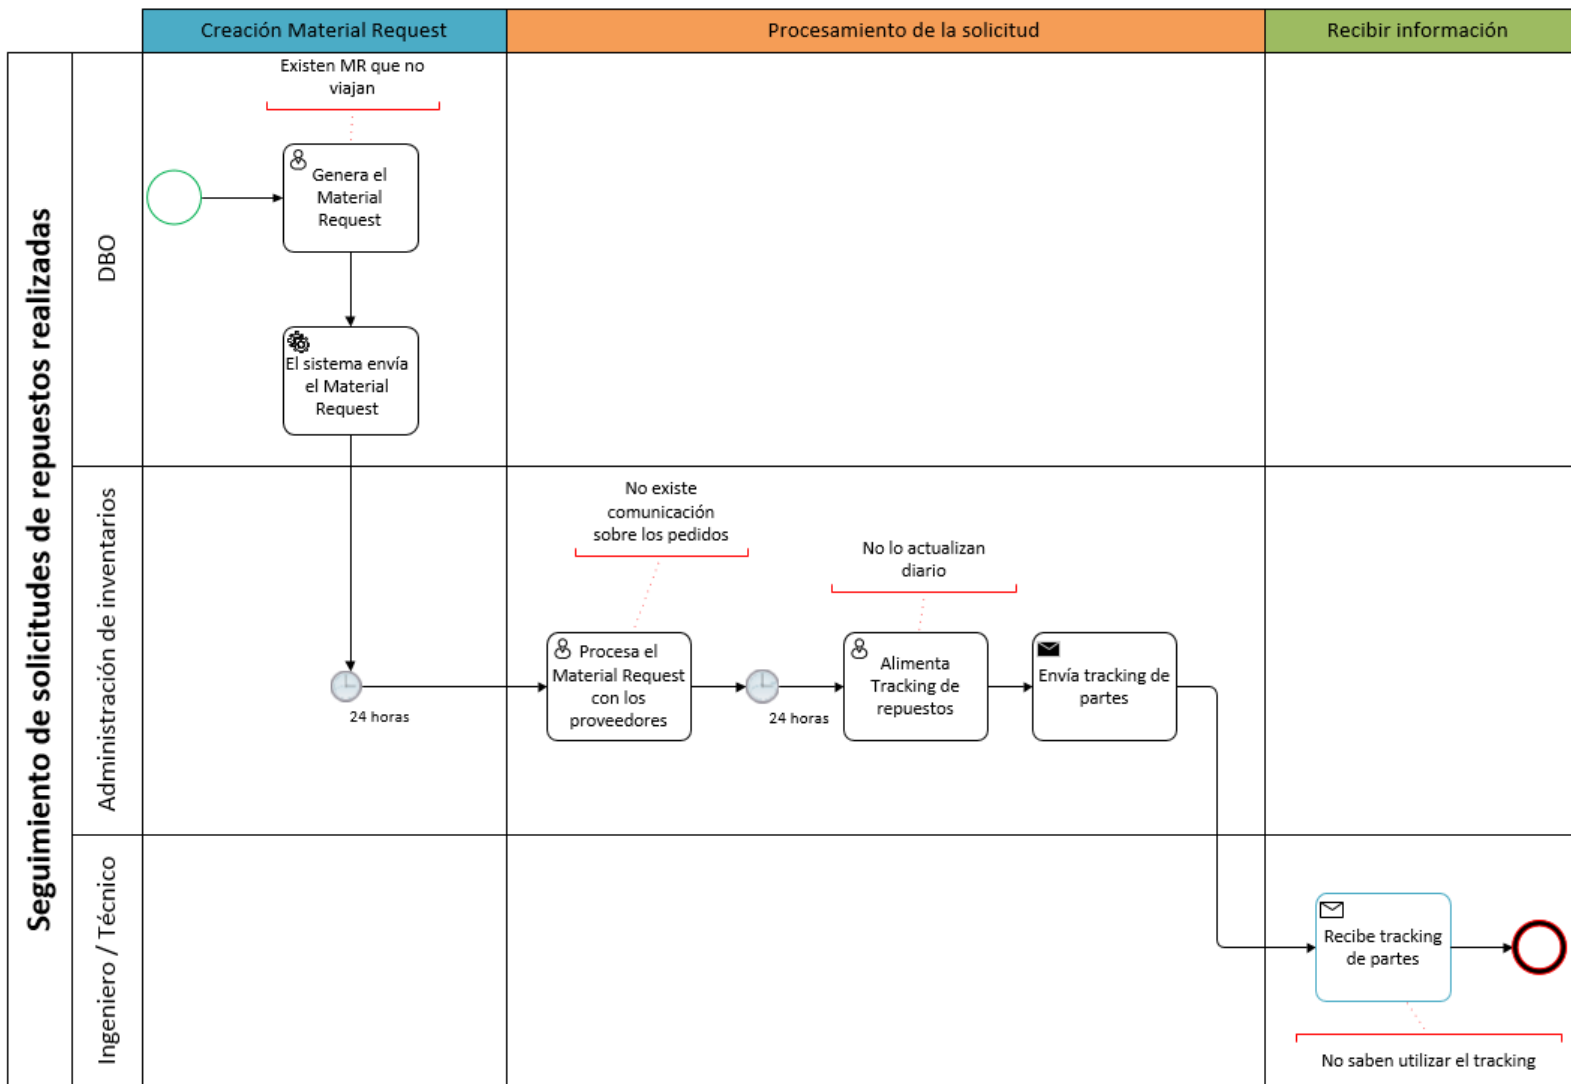 Creación Material Request
Procesamiento de la solicitud
Recibir información
Seguimiento de solicitudes de repuestos realizadas
DBO
Existen MR que no
viajan
Genera el
Material
Request
El sistema envía
el Material
Request
Administración de inventarios
24 horas
No existe
comunicación
sobre los pedidos
Procesa el
Material Request
con los
proveedores
24 horas
No lo actualizan
diario
Alimenta
Tracking de
repuestos
Envía tracking de
partes
Ingeniero / Técnico
Recibe tracking
de partes
No saben utilizar el tracking